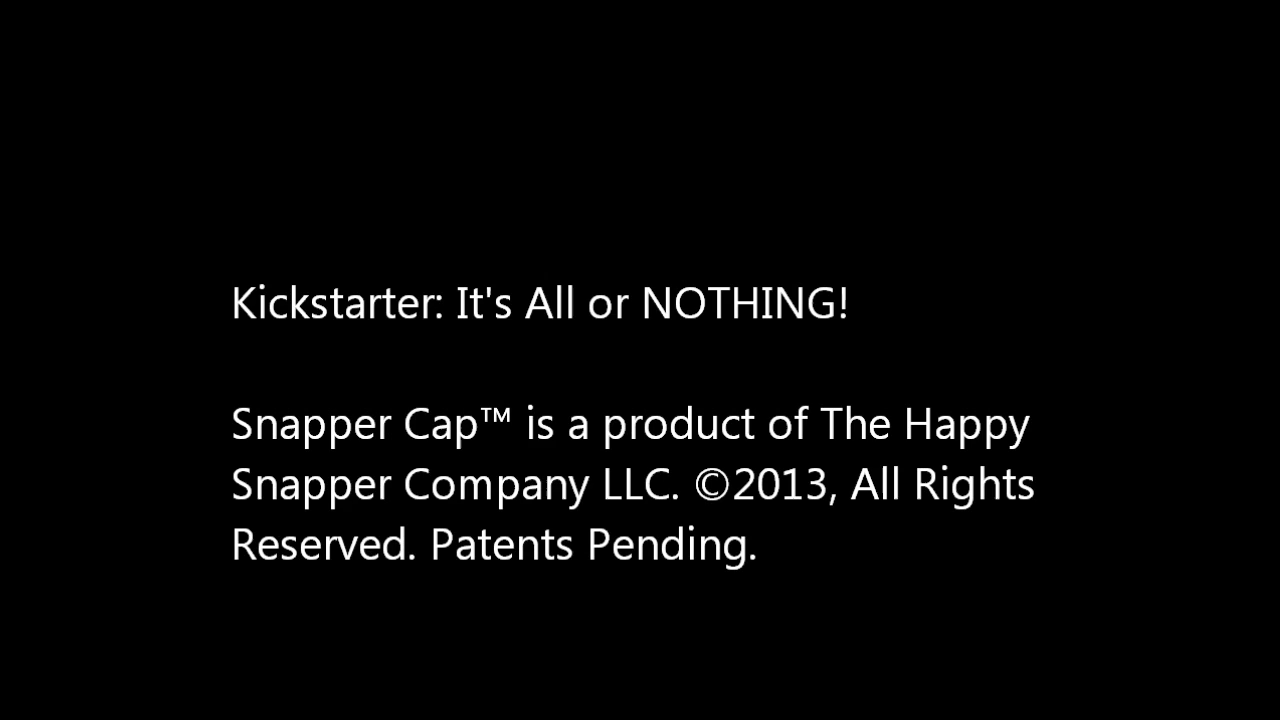 Kickstarter: It's All or NOTHING!
Snapper Cap™ is a product of The Happy
Snapper Company LLC. ©2013, All Rights
Reserved. Patents Pending.